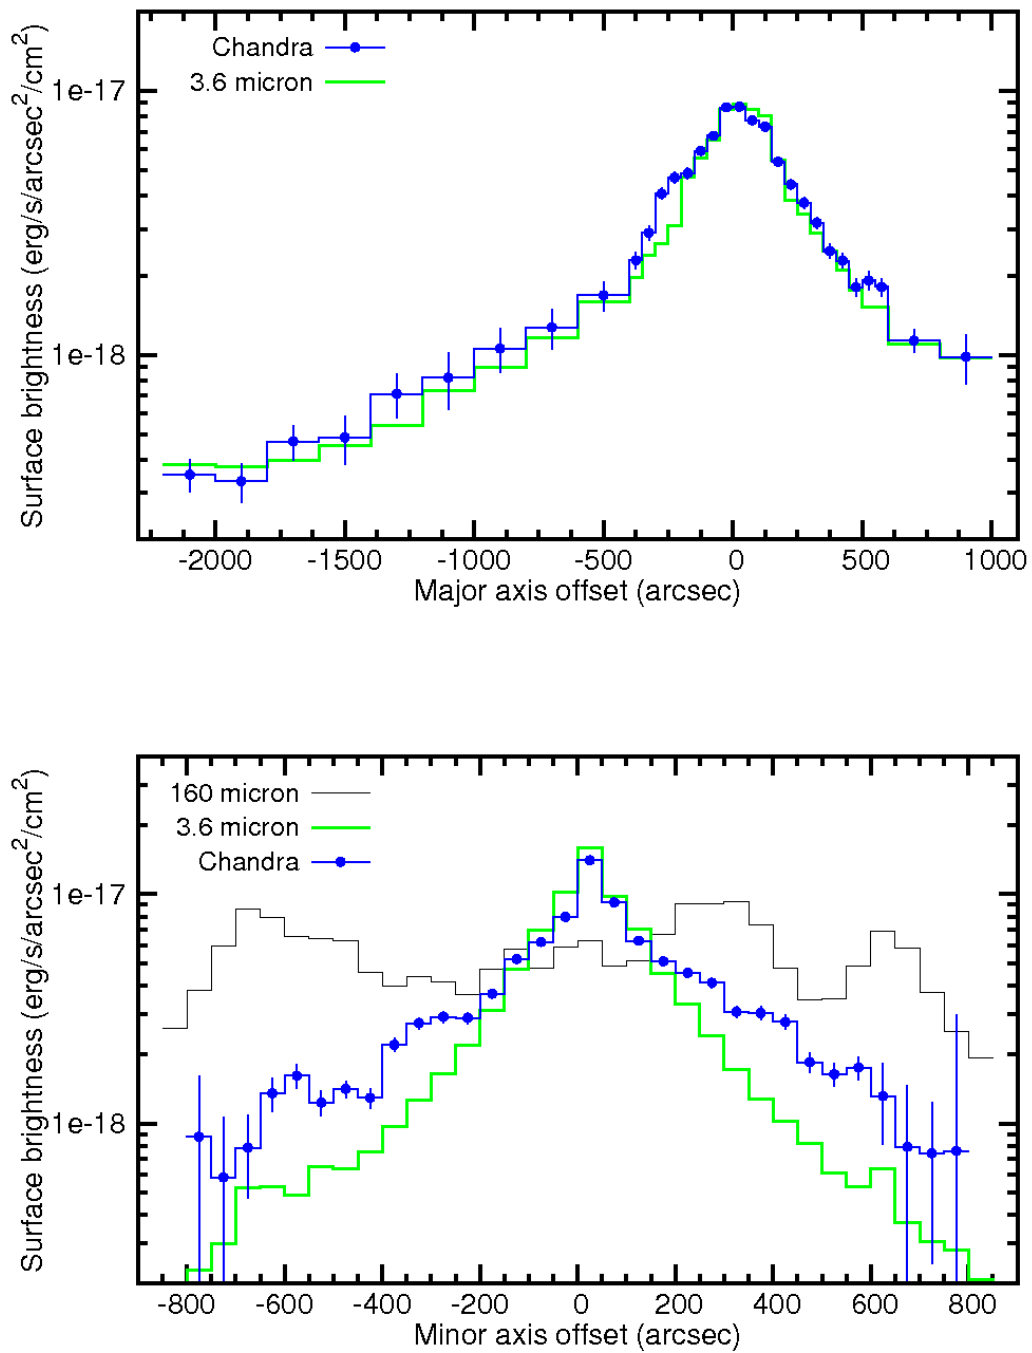 Chandra
3.6 micron
1e-17
1e-18
Surface brightness (erg/s/arcsec²/cm²)
-2000 -1500 -1000 -500 0 500 1000
Major axis offset (arcsec)
160 micron
3.6 micron
Chandra
1e-17
1e-18
Surface brightness (erg/s/arcsec²/cm²)
-800 -600 -400 -200 0 200 400 600 800
Minor axis offset (arcsec)